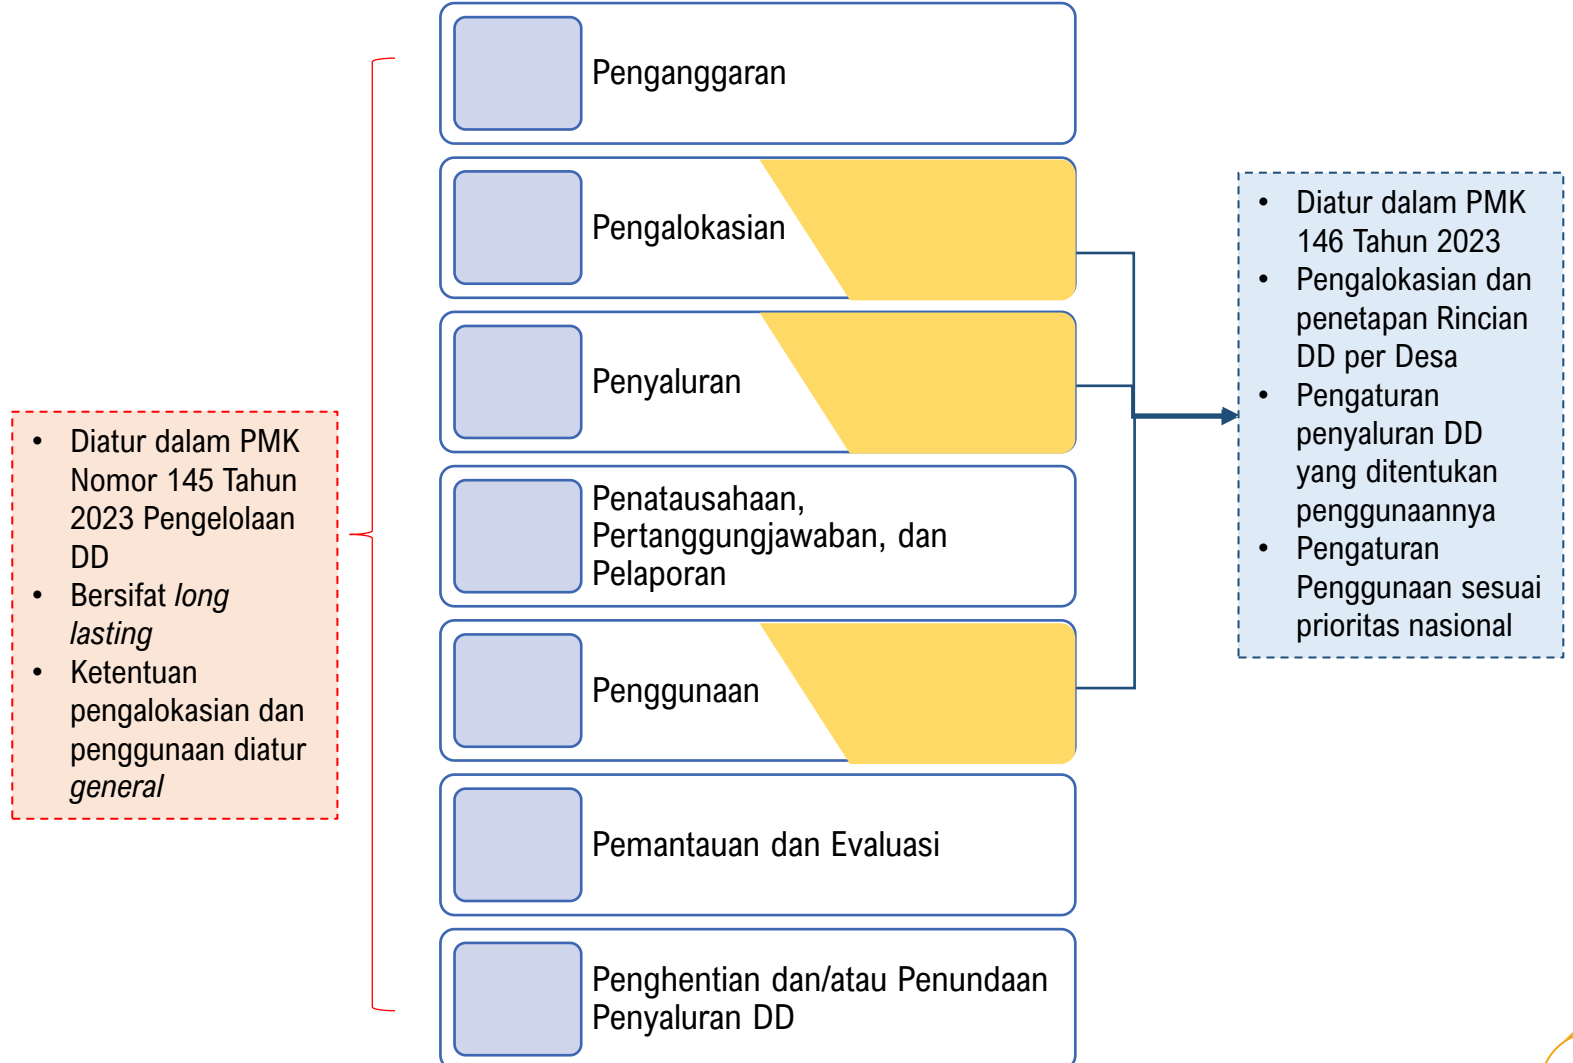 • Diatur dalam PMK
Nomor 145 Tahun
2023 Pengelolaan
DD
• Bersifat long
lasting
• Ketentuan
pengalokasian dan
penggunaan diatur
general
Penganggaran
Pengalokasian
Penyaluran
Penatausahaan,
Pertanggungjawaban, dan
Pelaporan
Penggunaan
Pemantauan dan Evaluasi
Penghentian dan/atau Penundaan
Penyaluran DD
• Diatur dalam PMK
146 Tahun 2023
• Pengalokasian dan
penetapan Rincian
DD per Desa
• Pengaturan
penyaluran DD
yang ditentukan
penggunaannya
• Pengaturan
Penggunaan sesuai
prioritas nasional